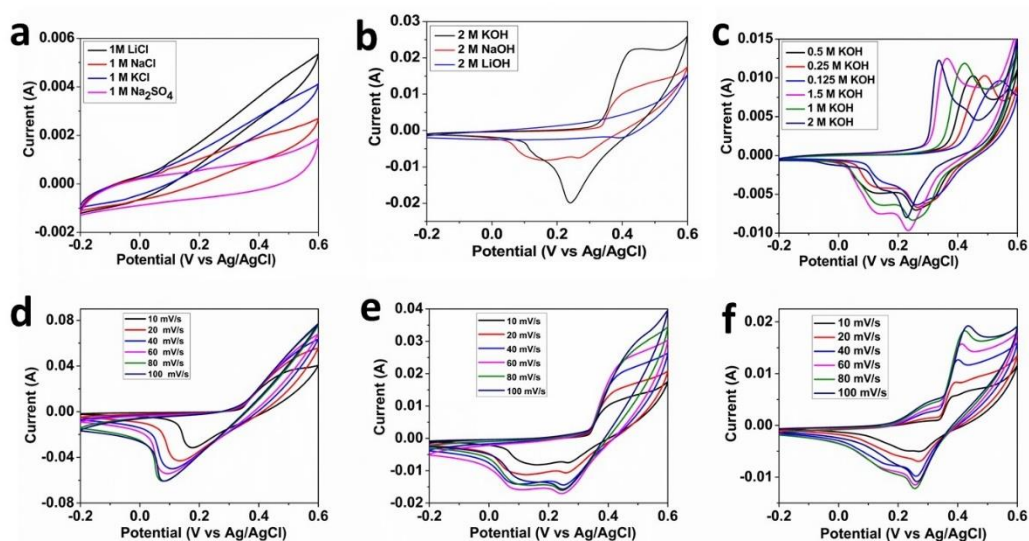 a
0.006
0.004
0.002
0.000
-0.002
-0.2
0.0
0.2
0.4
0.6
Current (A)
Potential (V vs Ag/AgCl)
1M LiCl
1 M NaCl
1 M KCl
1 M Na₂SO₄
b
0.03
0.02
0.01
0.00
-0.01
-0.02
-0.2
0.0
0.2
0.4
0.6
Current (A)
Potential (V vs Ag/AgCl)
2 M KOH
2 M NaOH
2 M LiOH
c
0.015
0.010
0.005
0.000
-0.005
-0.010
-0.2
0.0
0.2
0.4
0.6
Current (A)
Potential (V vs Ag/AgCl)
0.5 M KOH
0.25 M KOH
0.125 M KOH
1.5 M KOH
1 M KOH
2 M KOH
d
0.08
0.04
0.00
-0.04
-0.08
-0.2
0.0
0.2
0.4
0.6
Current (A)
Potential (V vs Ag/AgCl)
10 mV/s
20 mV/s
40 mV/s
60 mV/s
80 mV/s
100 mV/s
e
0.04
0.03
0.02
0.01
0.00
-0.01
-0.02
-0.2
0.0
0.2
0.4
0.6
Current (A)
Potential (V vs Ag/AgCl)
10 mV/s
20 mV/s
40 mV/s
60 mV/s
80 mV/s
100 mV/s
f
0.02
0.01
0.00
-0.01
-0.2
0.0
0.2
0.4
0.6
Current (A)
Potential (V vs Ag/AgCl)
10 mV/s
20 mV/s
40 mV/s
60 mV/s
80 mV/s
100 mV/s